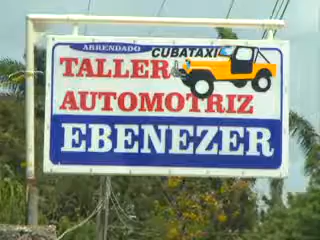 ARRENDADO
CUBATAXI
TALLER
AUTOMOTRIZ
EBENEZER